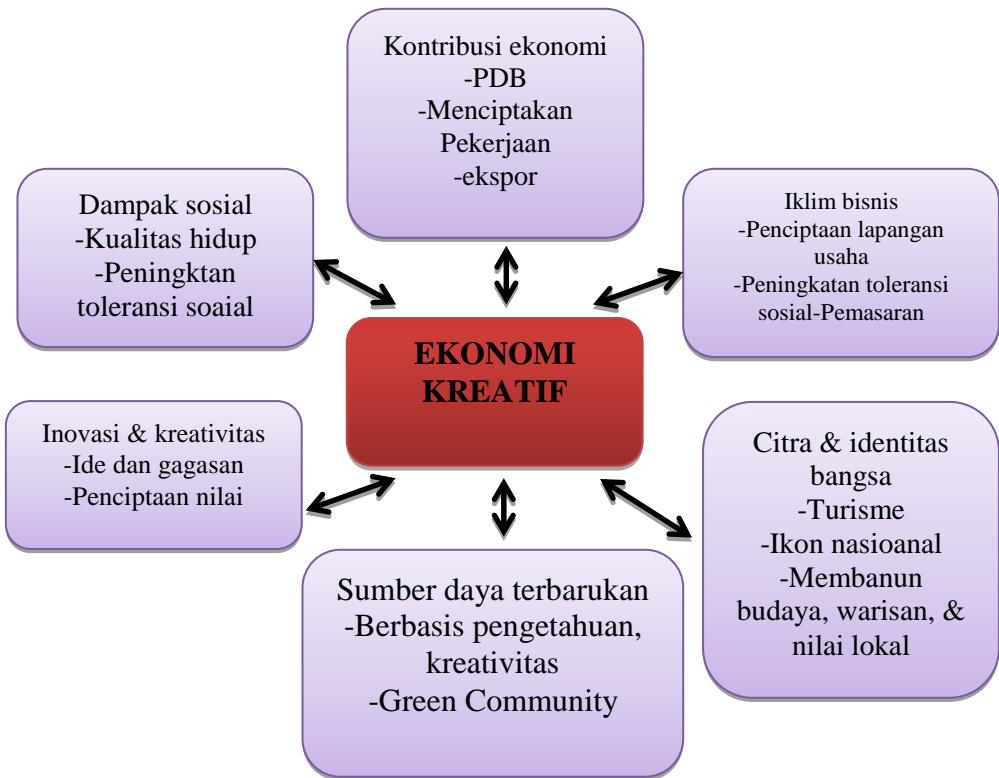 Kontribusi ekonomi
-PDB
-Menciptakan
Pekerjaan
-ekspor
Dampak sosial
-Kualitas hidup
-Peningktan
toleransi soaial
Iklim bisnis
-Penciptaan lapangan
usaha
-Peningkatan toleransi
sosial-Pemasaran
EKONOMI
KREATIF
Inovasi & kreativitas
-Ide dan gagasan
-Penciptaan nilai
Citra & identitas
bangsa
-Turisme
-Ikon nasioanal
-Membanun
budaya, warisan, &
nilai lokal
Sumber daya terbarukan
-Berbasis pengetahuan,
kreativitas
-Green Community